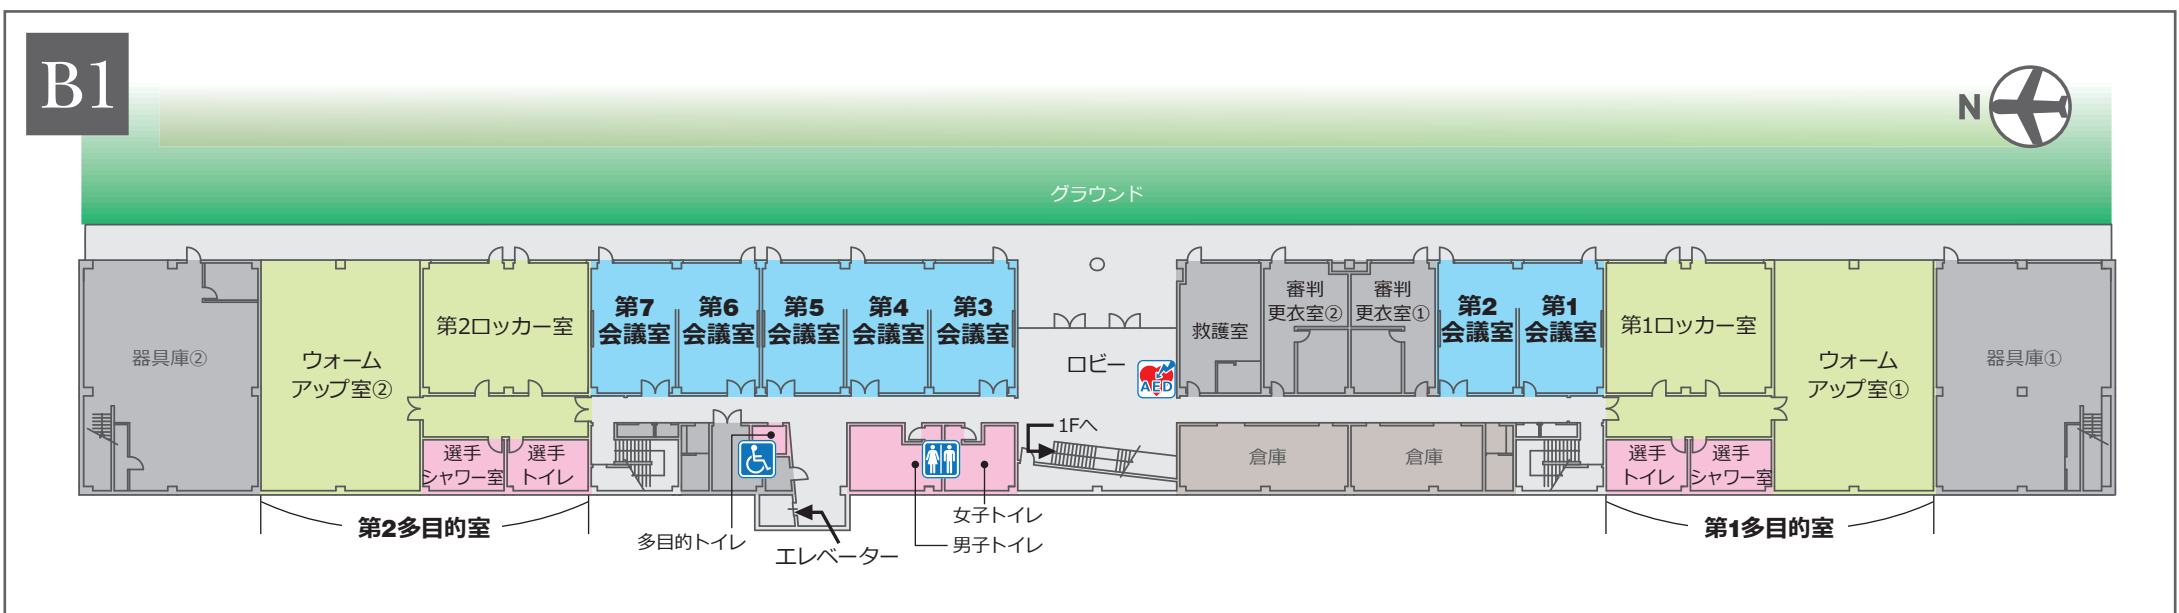 B1
N
グラウンド
器具庫②
ウォーム
アップ室②
第2ロッカー室
選手
シャワー室
選手
トイレ
第2多目的室
第7
会議室
第6
会議室
第5
会議室
第4
会議室
第3
会議室
多目的トイレ
エレベーター
女子トイレ
男子トイレ
ロビー
AED
1Fへ
救護室
審判
更衣室②
審判
更衣室①
倉庫
倉庫
第2
会議室
第1
会議室
第1ロッカー室
選手
トイレ
選手
シャワー室
ウォーム
アップ室①
第1多目的室
器具庫①